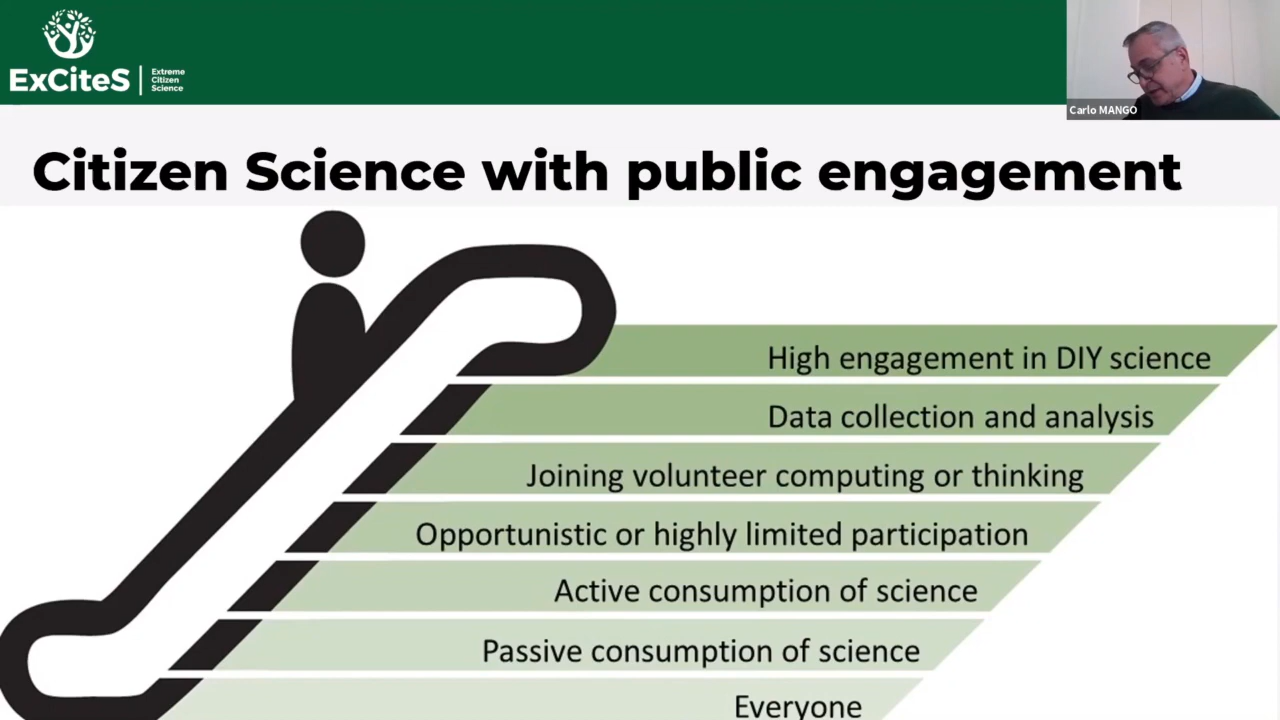 ExCiteS
Extreme
Citizen
Science
Carlo MANGO
Citizen Science with public engagement
High engagement in DIY science
Data collection and analysis
Joining volunteer computing or thinking
Opportunistic or highly limited participation
Active consumption of science
Passive consumption of science
Everyone